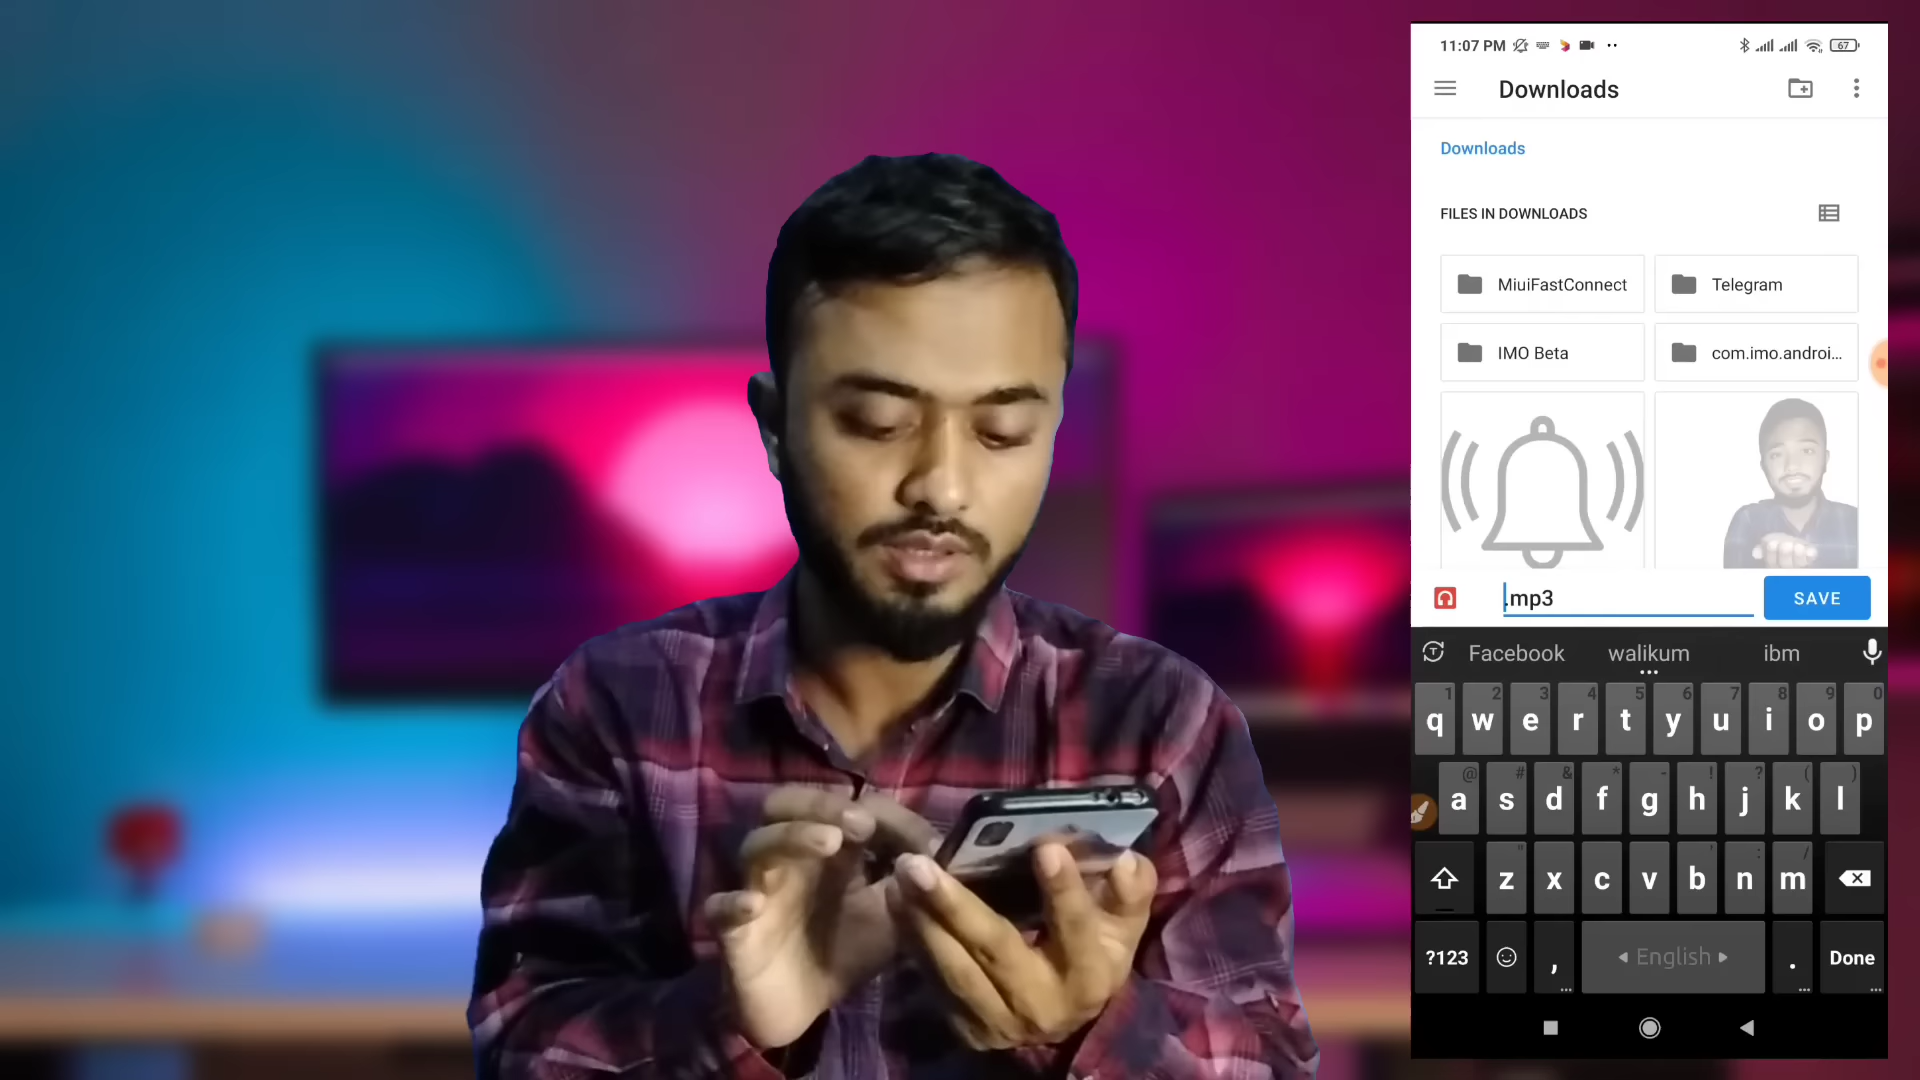 11:07 PM
67
Downloads
Downloads
FILES IN DOWNLOADS
MiuiFastConnect
Telegram
IMO Beta
com.imo.androi...
.mp3
SAVE
Facebook walikum ibm
1 2 3 4 5 6 7 8 9 0
q w e r t y u i o p
@ # & * - ! ? ( )
a s d f g h j k l
" ' : /
z x c v b n m
?123 , English . Done